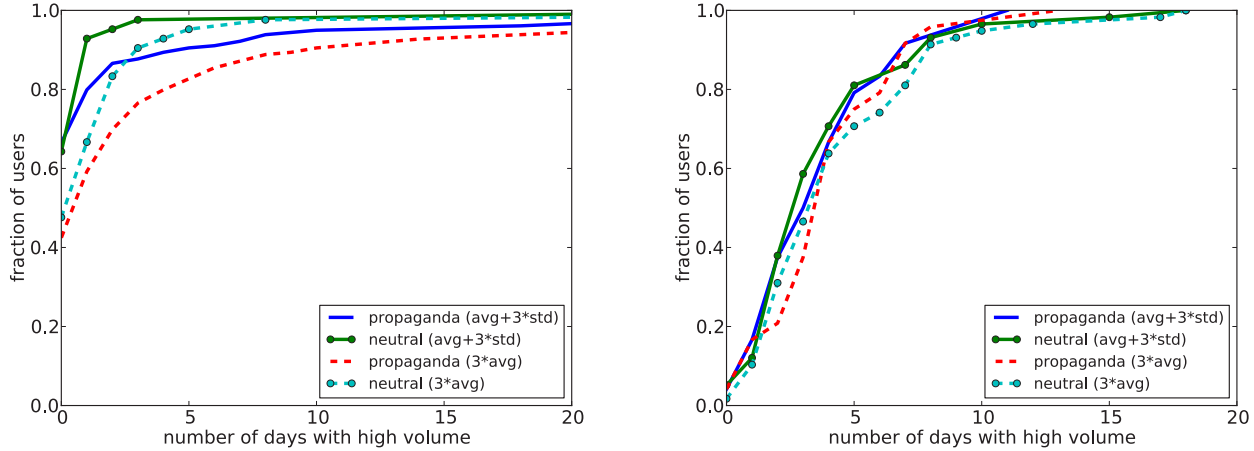 1.0
0.8
0.6
0.4
0.2
0.0
fraction of users
0 5 10 15 20
number of days with high volume
propaganda (avg+3*std)
neutral (avg+3*std)
propaganda (3*avg)
neutral (3*avg)
1.0
0.8
0.6
0.4
0.2
0.0
fraction of users
0 5 10 15 20
number of days with high volume
propaganda (avg+3*std)
neutral (avg+3*std)
propaganda (3*avg)
neutral (3*avg)